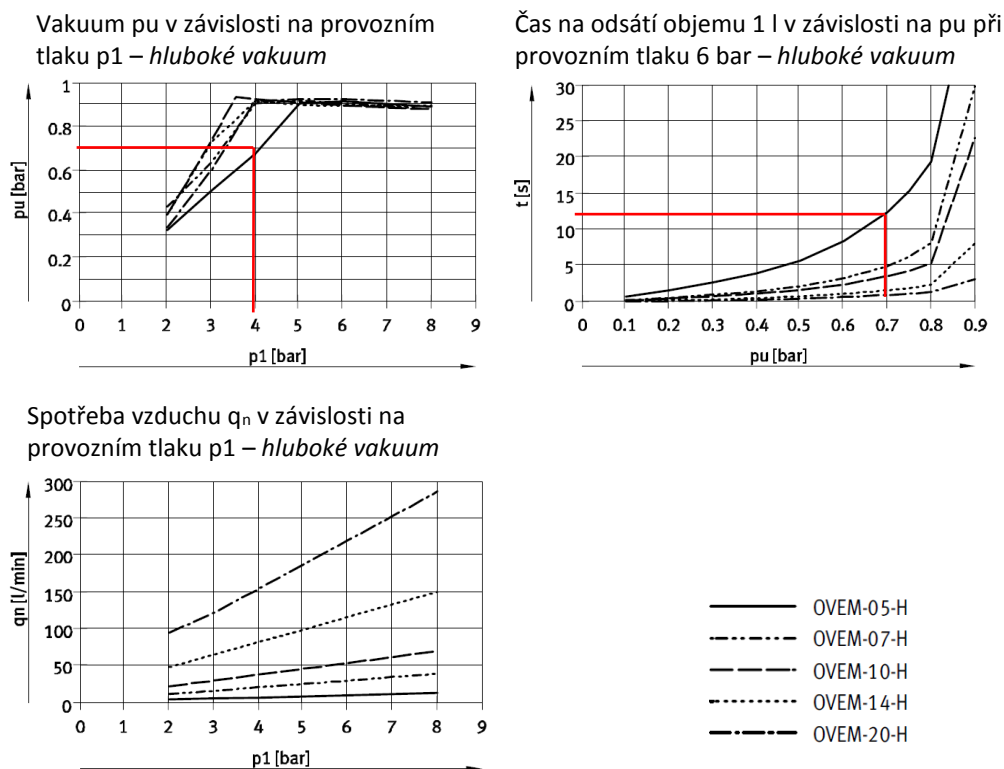 Vakuum pu v závislosti na provozním
tlaku p1 – hluboké vakuum
1
0.8
0.6
0.4
0.2
0
pu [bar]
0 1 2 3 4 5 6 7 8 9
p1 [bar]
Čas na odsátí objemu 1 l v závislosti na pu při
provozním tlaku 6 bar – hluboké vakuum
30
25
20
15
10
5
0
t [s]
0 0.1 0.2 0.3 0.4 0.5 0.6 0.7 0.8 0.9
pu [bar]
Spotřeba vzduchu qn v závislosti na
provozním tlaku p1 – hluboké vakuum
300
250
200
150
100
50
0
qn [l/min]
0 1 2 3 4 5 6 7 8 9
p1 [bar]
OVEM-05-H
OVEM-07-H
OVEM-10-H
OVEM-14-H
OVEM-20-H